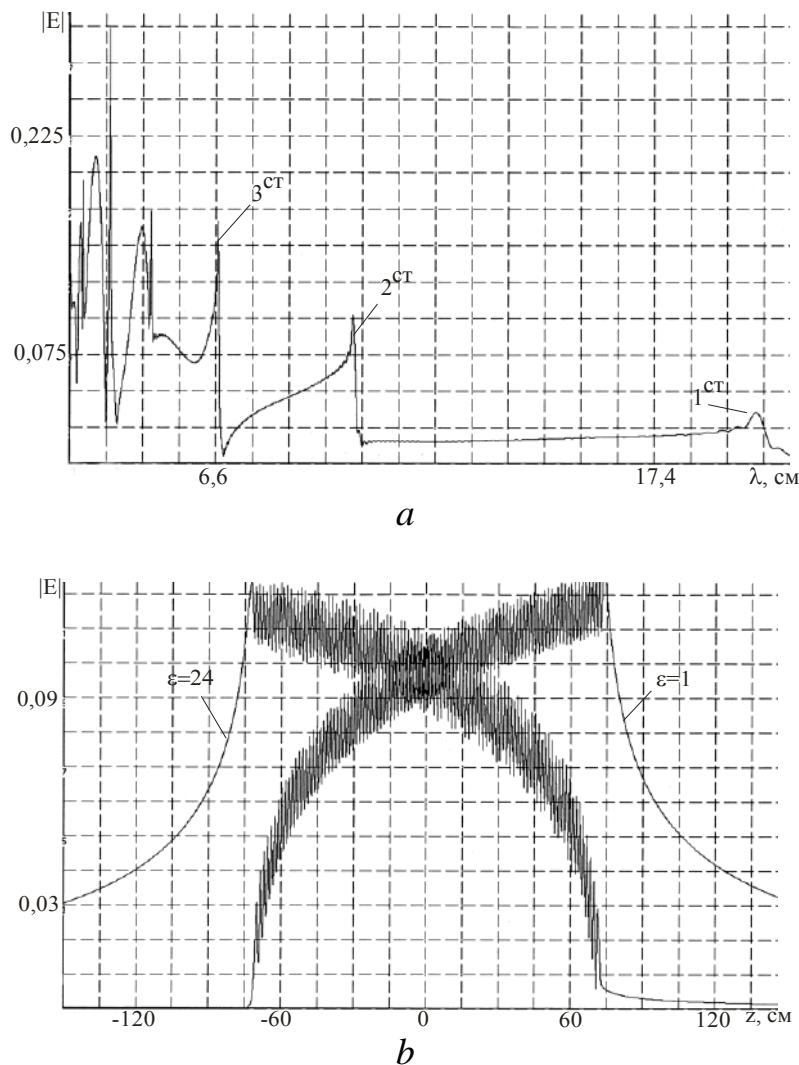 |E|
0,225
3ст
2ст
0,075
1ст
6,6
17,4
λ, см
a
|E|
ε=24
ε=1
0,09
0,03
-120
-60
0
60
120
z, см
b